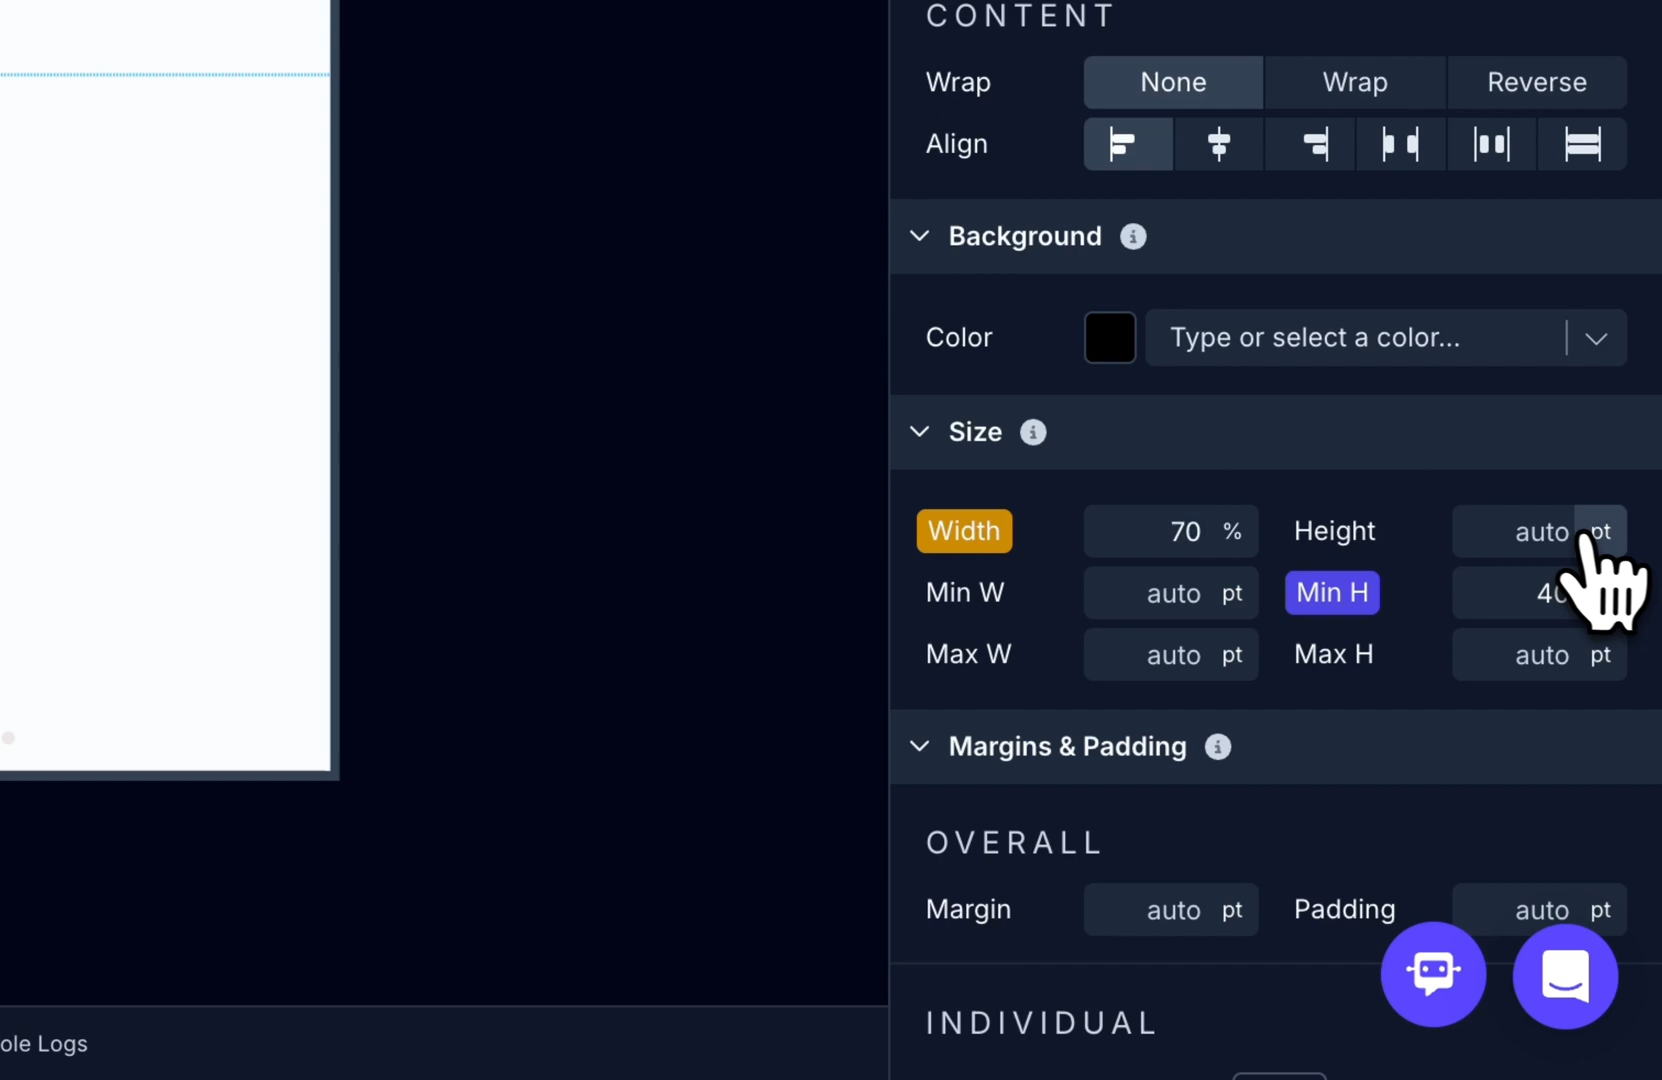 CONTENT
Wrap None Wrap Reverse
Align
Background
Color Type or select a color...
Size
Width 70 % Height auto pt
Min W auto pt Min H
Max W auto pt Max H auto pt
Margins & Padding
OVERALL
Margin auto pt Padding auto pt
INDIVIDUAL
Logs